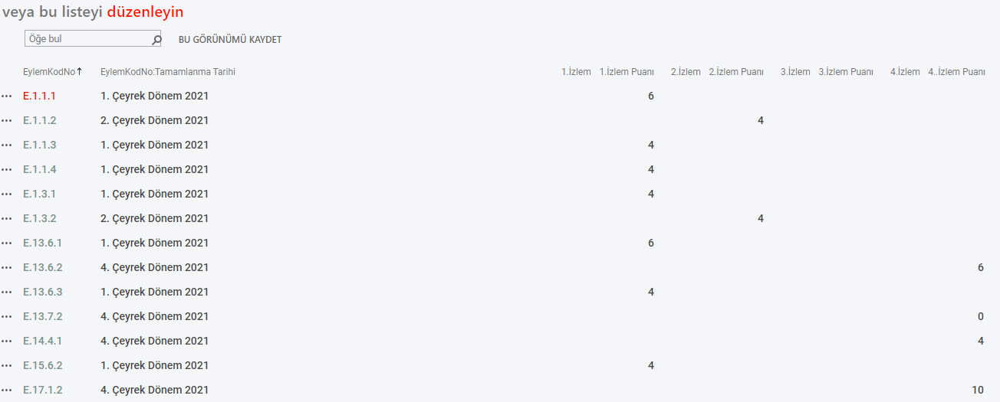 veya bu listeyi düzenleyin
Öğe bul BU GÖRÜNÜMÜ KAYDET
EylemKodNo↑ EylemKodNo:Tamamlanma Tarihi 1.İzlem 1.İzlem Puanı 2.İzlem 2.İzlem Puanı 3.İzlem 3.İzlem Puanı 4.İzlem 4..İzlem Puanı
... E.1.1.1 1. Çeyrek Dönem 2021 6
... E.1.1.2 2. Çeyrek Dönem 2021 4
... E.1.1.3 1. Çeyrek Dönem 2021 4
... E.1.1.4 1. Çeyrek Dönem 2021 4
... E.1.3.1 1. Çeyrek Dönem 2021 4
... E.1.3.2 2. Çeyrek Dönem 2021 4
... E.13.6.1 1. Çeyrek Dönem 2021 6
... E.13.6.2 4. Çeyrek Dönem 2021 6
... E.13.6.3 1. Çeyrek Dönem 2021 4
... E.13.7.2 4. Çeyrek Dönem 2021 0
... E.14.4.1 4. Çeyrek Dönem 2021 4
... E.15.6.2 1. Çeyrek Dönem 2021 4
... E.17.1.2 4. Çeyrek Dönem 2021 10